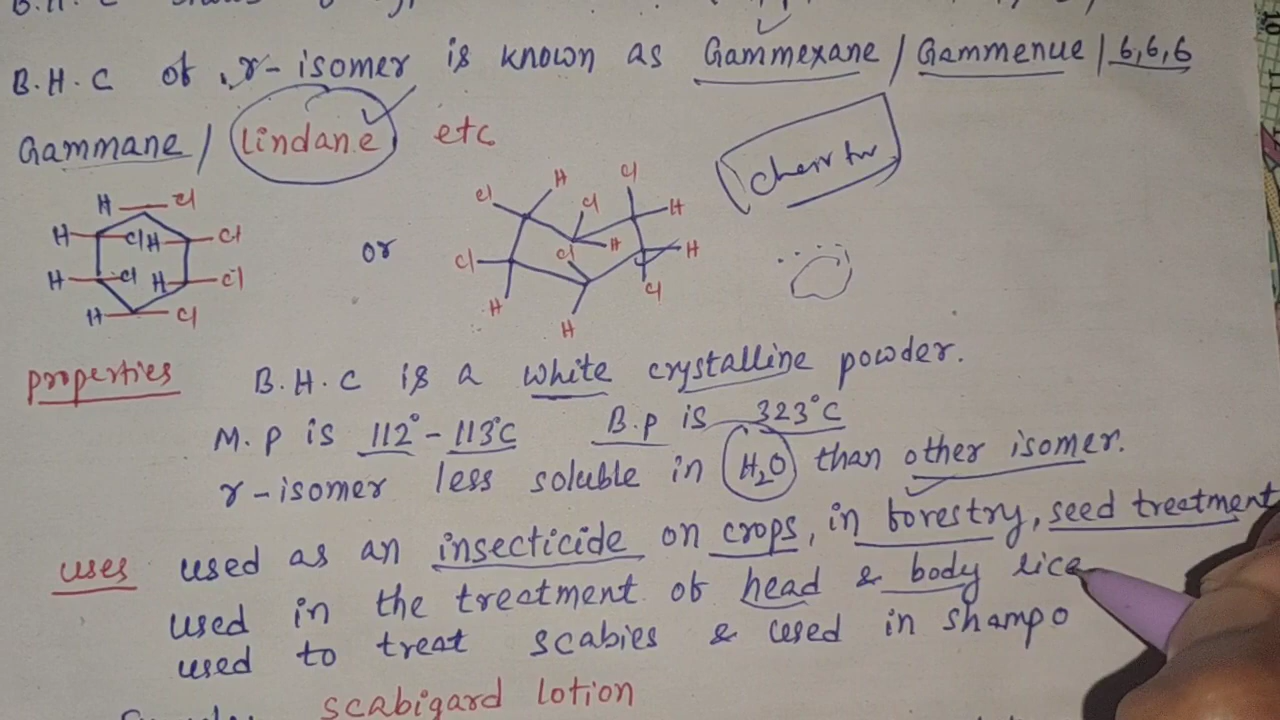 B.H.C of r-isomer is known as Gammexane / Gammenue / 6,6,6
Gammane / lindane etc
chair
H Cl
H Cl H Cl
H Cl H Cl
H Cl
or
Cl H Cl Cl H
Cl Cl H H
H H Cl
properties B.H.C is a white crystalline powder.
M.p is 112° - 113°C B.p is 323°C
r-isomer less soluble in H2O than other isomer.
uses used as an insecticide on crops, in forestry, seed treatment
used in the treatment of head & body lice
used to treat scabies & used in shampo
scabigard lotion